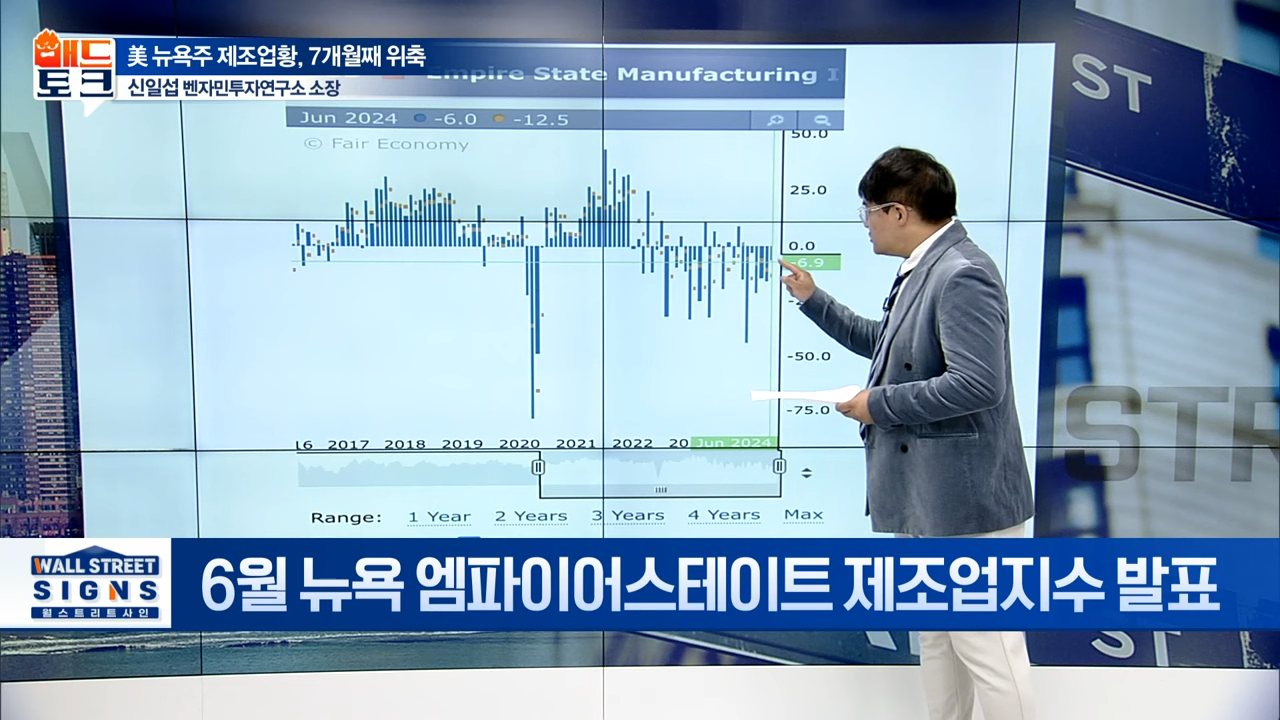 매드
토크
美 뉴욕주 제조업황, 7개월째 위축
신일섭 벤자민투자연구소 소장
Empire State Manufacturing
Jun 2024 -6.0 -12.5
© Fair Economy
50.0
25.0
0.0
-6.9
-50.0
-75.0
16 2017 2018 2019 2020 2021 2022 20 Jun 2024
Range: 1 Year 2 Years 3 Years 4 Years Max
ST
STR
WALL STREET
SIGNS
월스트리트사인
6월 뉴욕 엠파이어스테이트 제조업지수 발표
ST